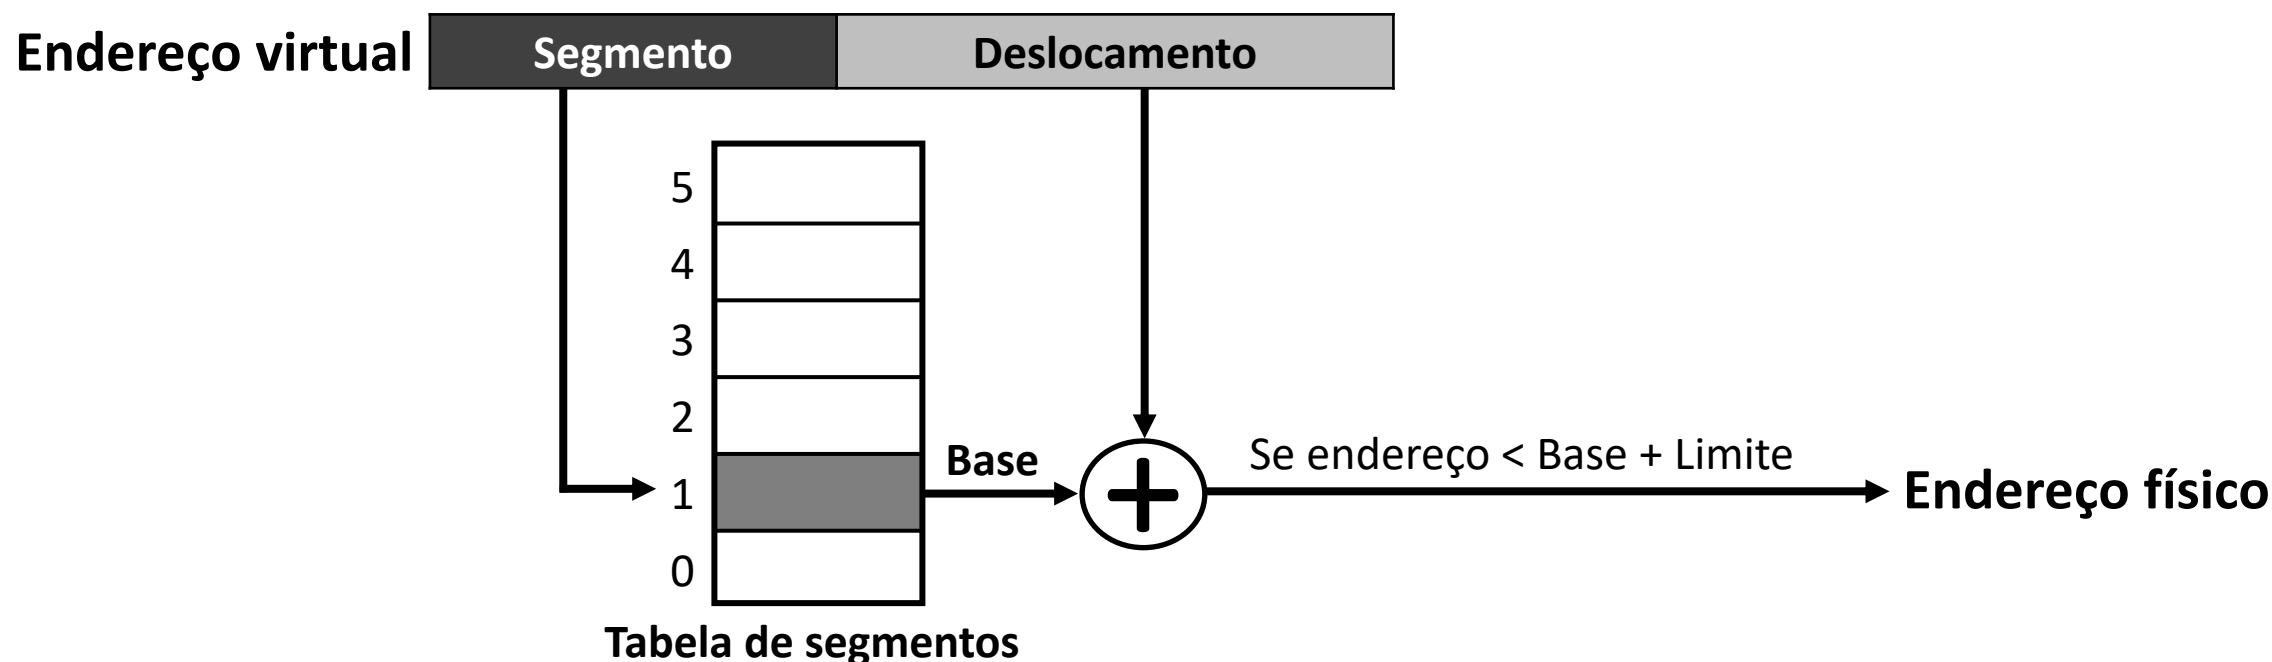 Endereço virtual Segmento Deslocamento
5
4
3
2
1 Base Se endereço < Base + Limite Endereço físico
0
Tabela de segmentos